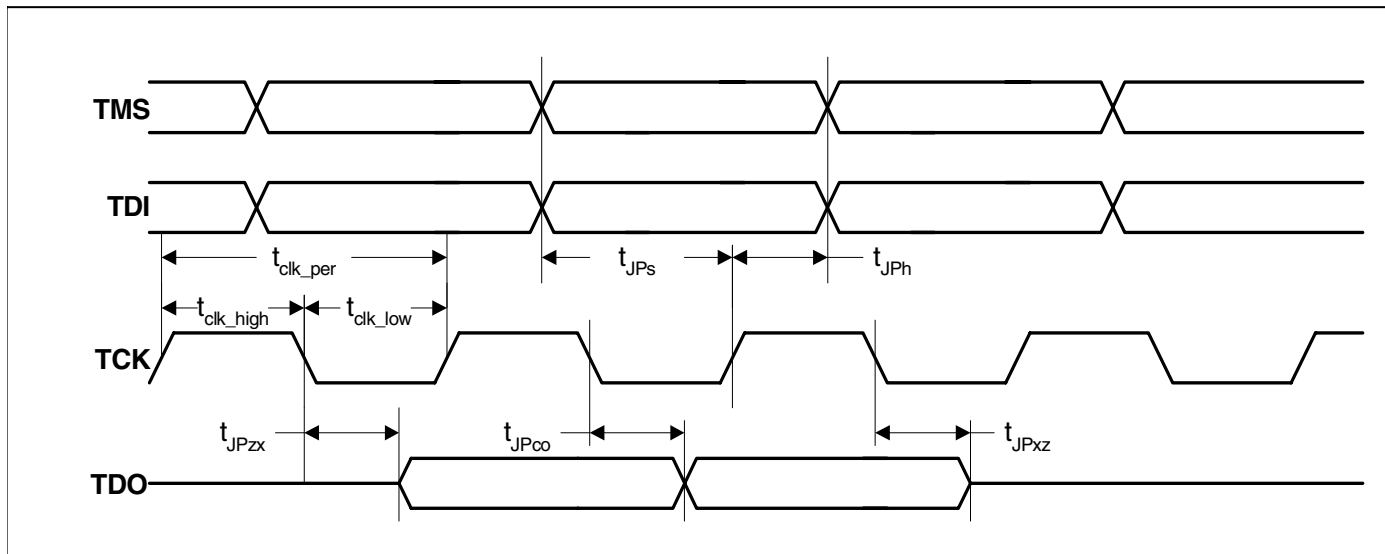 TMS
TDI
t_clk_per
t_JPs
t_JPh
t_clk_high
t_clk_low
TCK
t_JPzx
t_JPco
t_JPxz
TDO